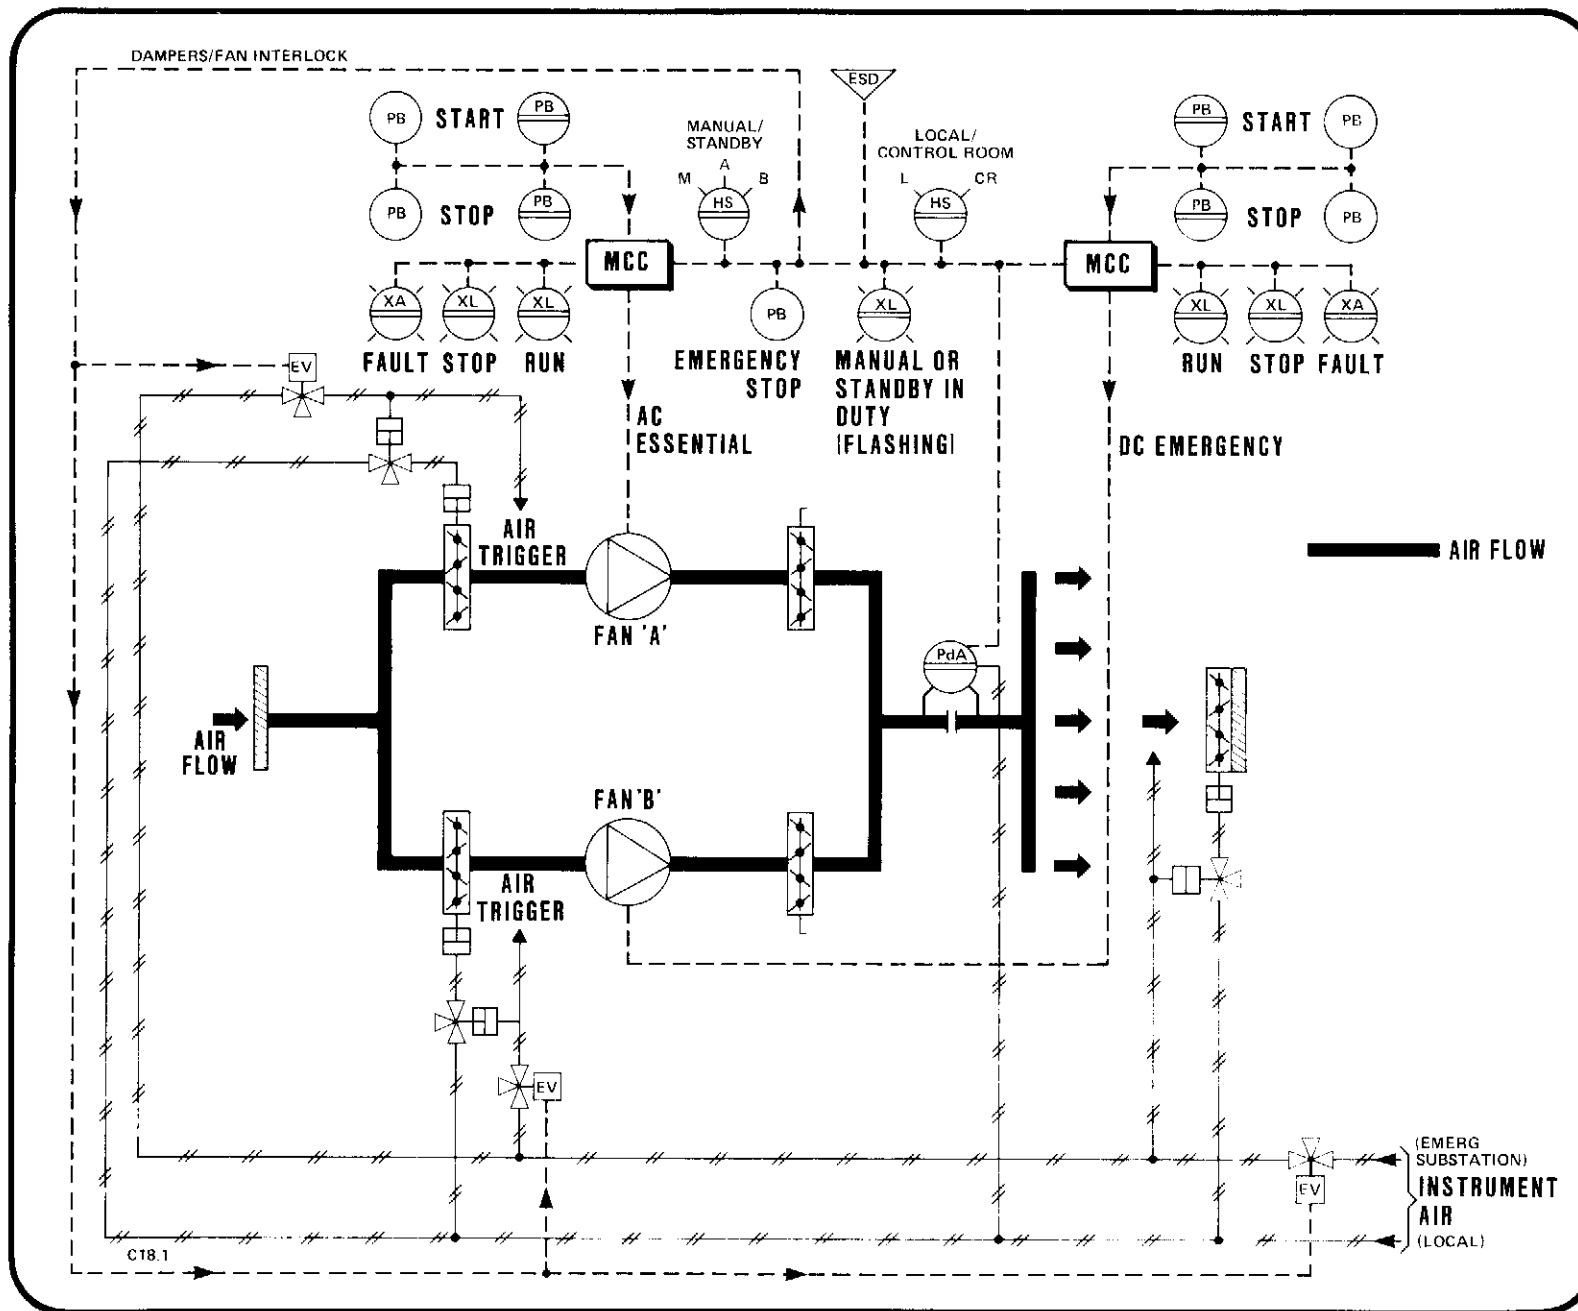 DAMPERS/FAN INTERLOCK
ESD
PB
START
PB
MANUAL/
STANDBY
M
A
B
HS
LOCAL/
CONTROL ROOM
L
CR
HS
PB
START
PB
PB
STOP
PB
PB
STOP
PB
MCC
MCC
XA
XL
XL
PB
XL
XL
XL
XA
FAULT
STOP
RUN
EMERGENCY
STOP
MANUAL OR
STANDBY IN
DUTY
(FLASHING)
RUN
STOP
FAULT
EV
AC
ESSENTIAL
DC EMERGENCY
AIR
TRIGGER
AIR FLOW
FAN 'A'
PdA
AIR
FLOW
FAN 'B'
AIR
TRIGGER
EV
(EMERG
SUBSTATION)
INSTRUMENT
AIR
(LOCAL)
EV
C18.1